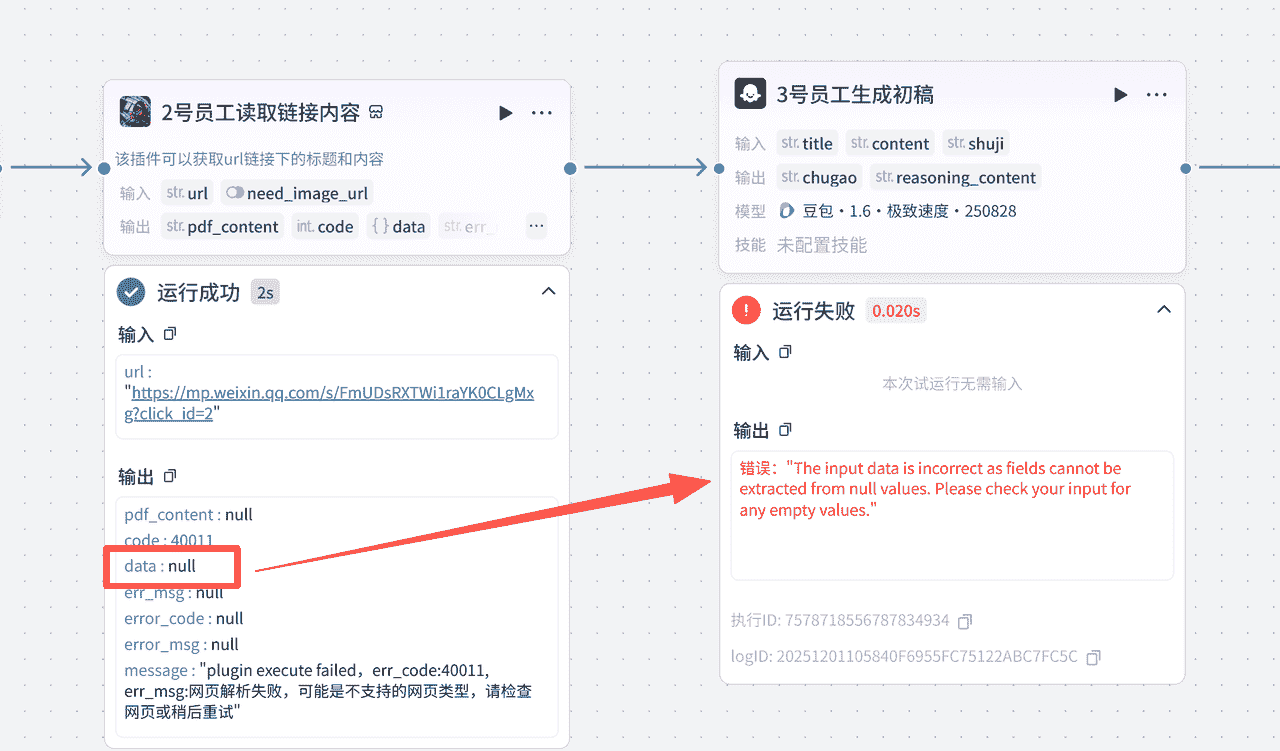 2号员工读取链接内容
该插件可以获取url链接下的标题和内容
输入 str. url need_image_url
输出 str. pdf_content int. code { } data str. err_ ...
运行成功 2s
输入
url :
"https://mp.weixin.qq.com/s/FmUDsRXTWi1raYK0CLgMx
g?click_id=2"
输出
pdf_content : null
code : 40011
data : null
err_msg : null
error_code : null
error_msg : null
message : "plugin execute failed，err_code:40011,
err_msg:网页解析失败，可能是不支持的网页类型，请检查
网页或稍后重试"
3号员工生成初稿
输入 str. title str. content str. shuji
输出 str. chugao str. reasoning_content
模型 豆包·1.6·极致速度·250828
技能 未配置技能
运行失败 0.020s
输入
本次试运行无需输入
输出
错误："The input data is incorrect as fields cannot be
extracted from null values. Please check your input for
any empty values."
执行ID: 7578718556787834934
logID: 20251201105840F6955FC75122ABC7FC5C